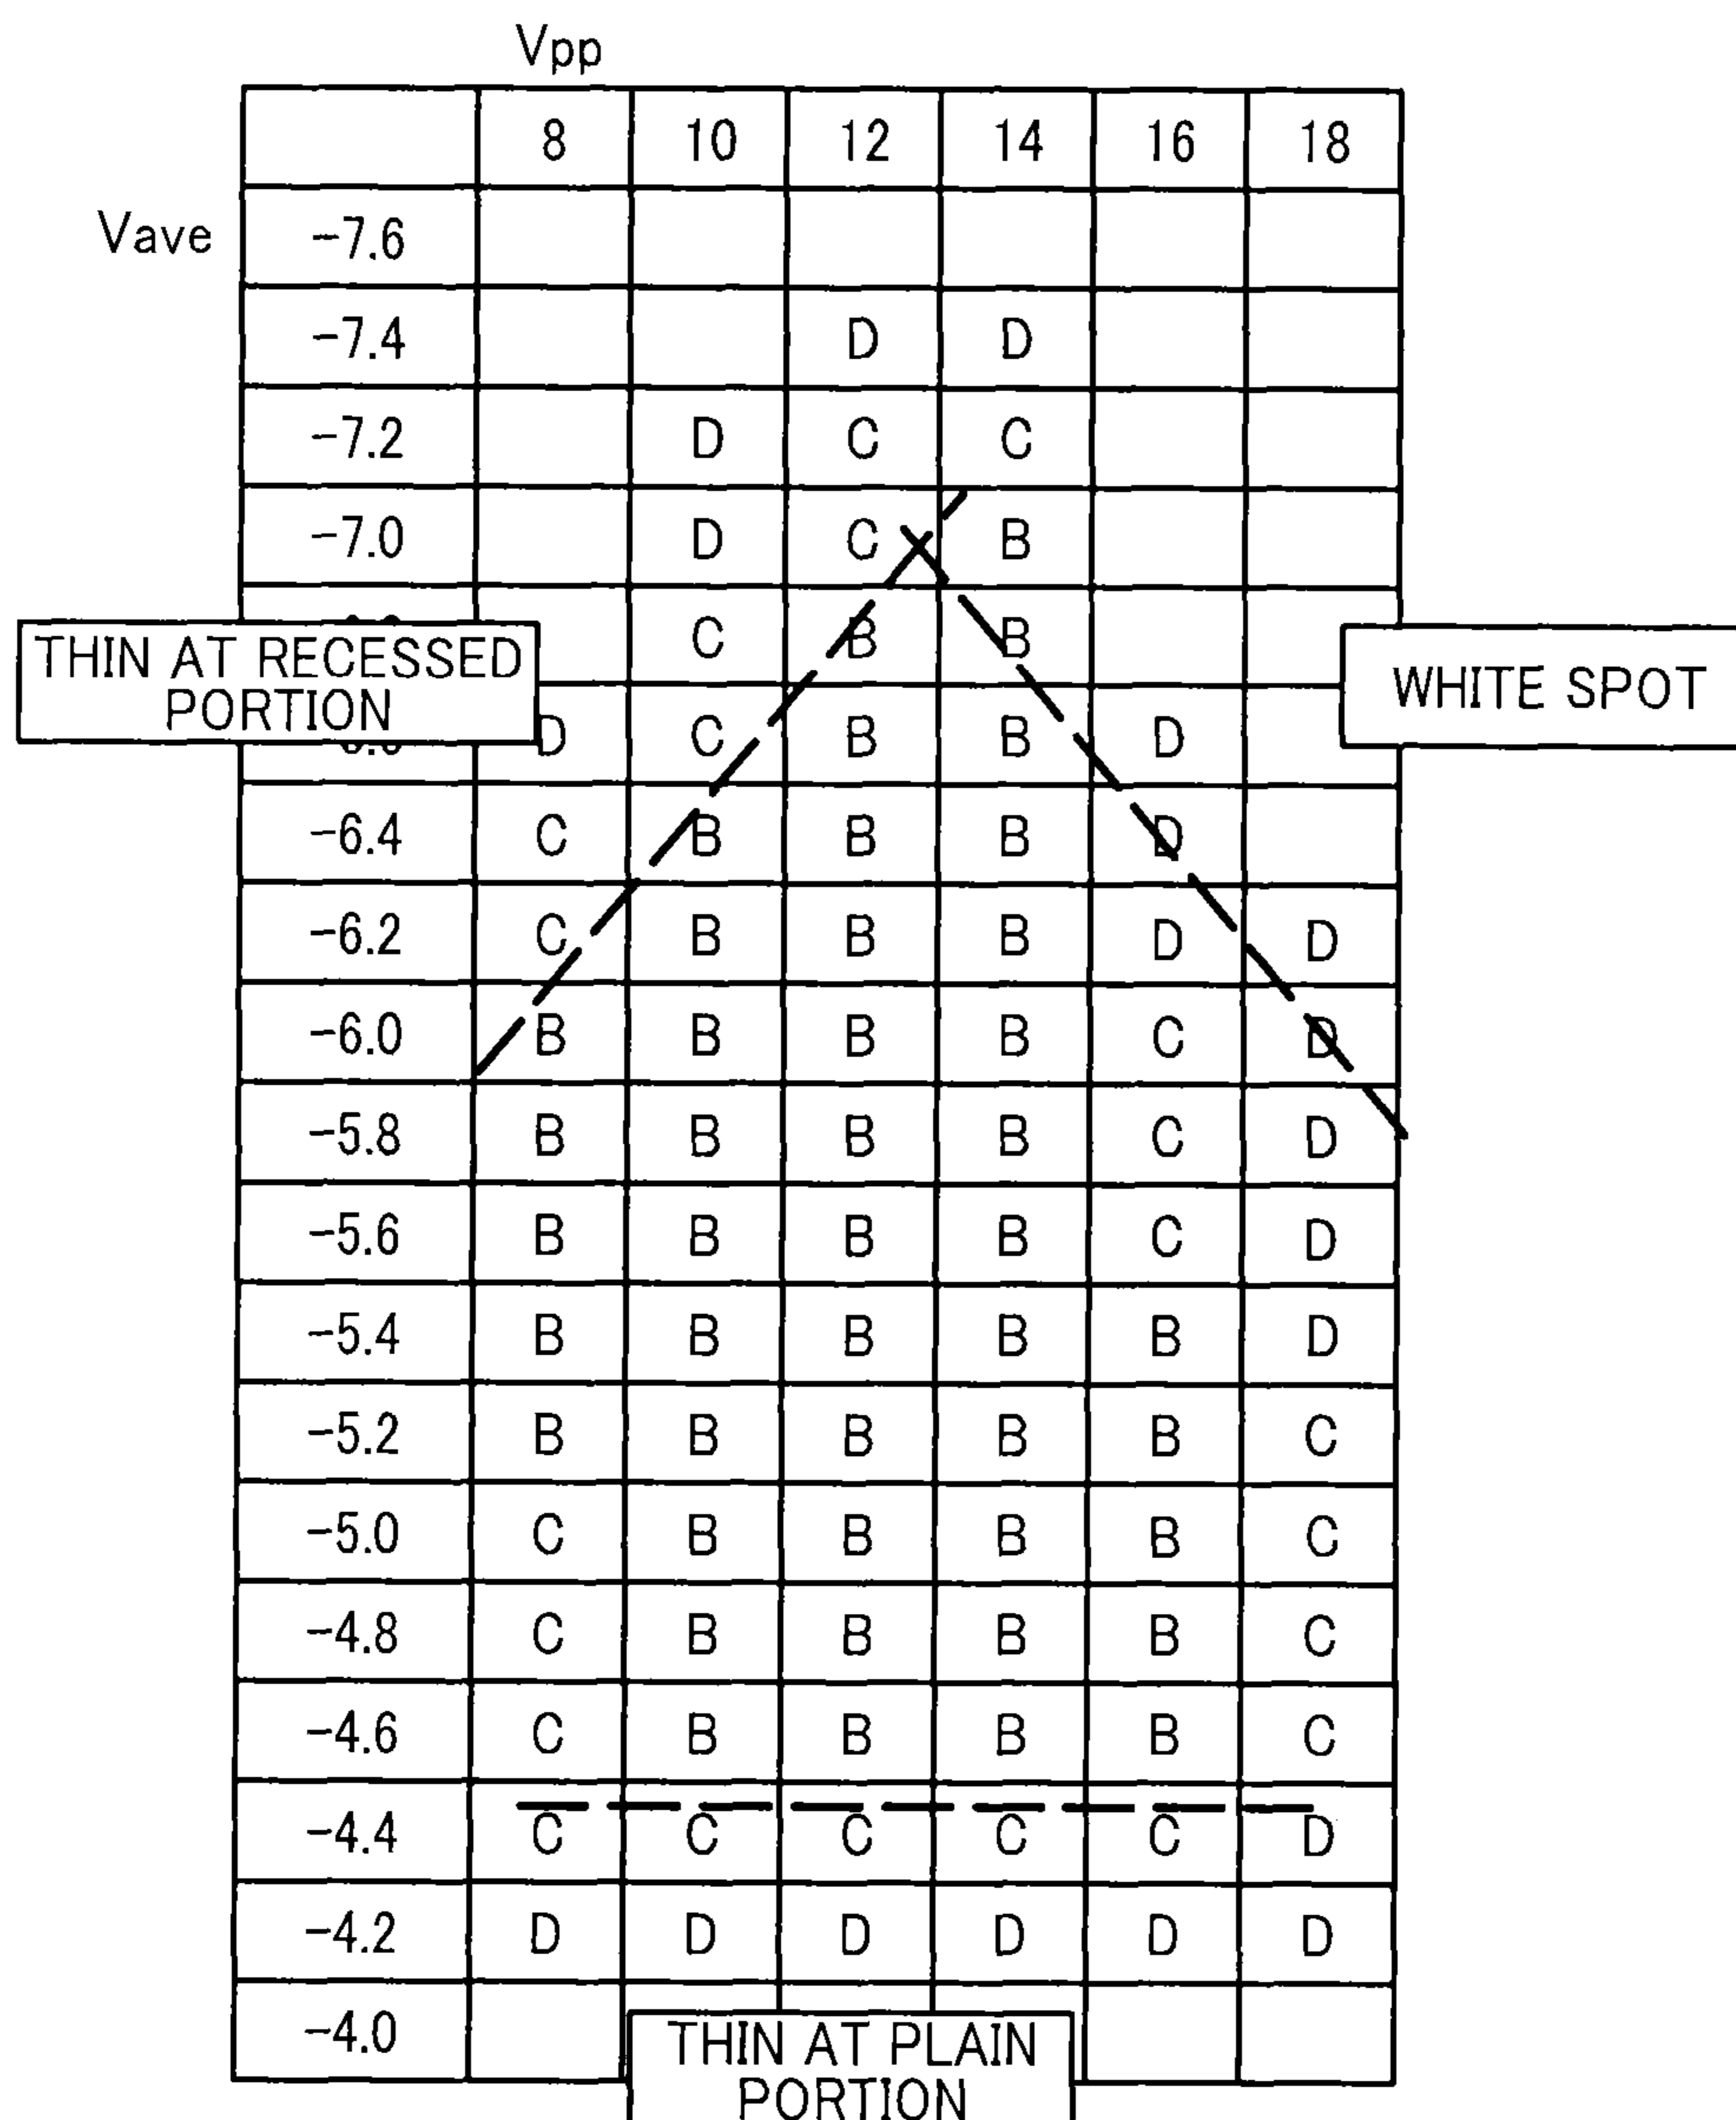 Vpp
8 10 12 14 16 18
Vave -7.6
-7.4 D D
-7.2 D C C
-7.0 D C B
C B B
THIN AT RECESSED
PORTION
WHITE SPOT
D C B B D
-6.4 C B B B D
-6.2 C B B B D D
-6.0 B B B B C D
-5.8 B B B B C D
-5.6 B B B B C D
-5.4 B B B B B D
-5.2 B B B B B C
-5.0 C B B B B C
-4.8 C B B B B C
-4.6 C B B B B C
-4.4 C C C C C D
-4.2 D D D D D D
-4.0
THIN AT PLAIN
PORTION